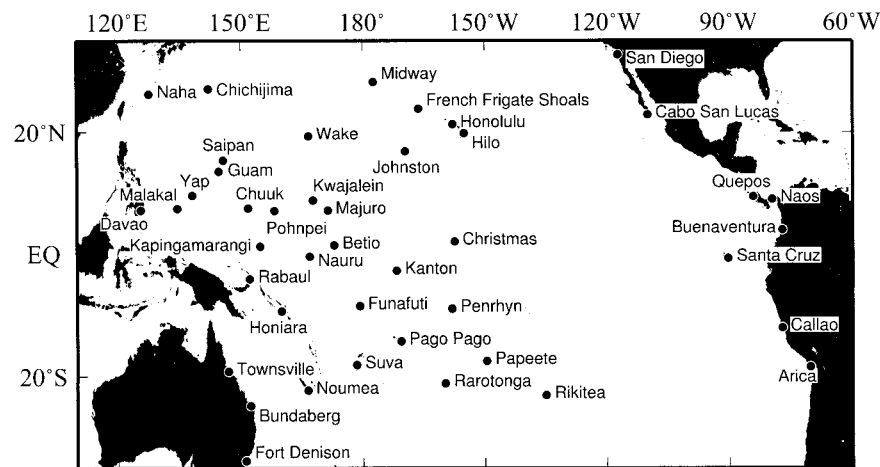 120°E 150°E 180° 150°W 120°W 90°W 60°W
San Diego
Midway
Naha
Chichijima
French Frigate Shoals
Cabo San Lucas
Honolulu
20°N
Wake
Hilo
Saipan
Johnston
Guam
Yap
Quepos
Kwajalein
Malakal
Chuuk
Naos
Majuro
Davao
Pohnpei
Buenaventura
Kapingamarangi
Betio
Christmas
EQ
Nauru
Santa Cruz
Kanton
Rabaul
Funafuti
Penrhyn
Honiara
Callao
Pago Pago
Papeete
Suva
Townsville
Arica
20°S
Noumea
Rarotonga
Rikitea
Bundaberg
Fort Denison